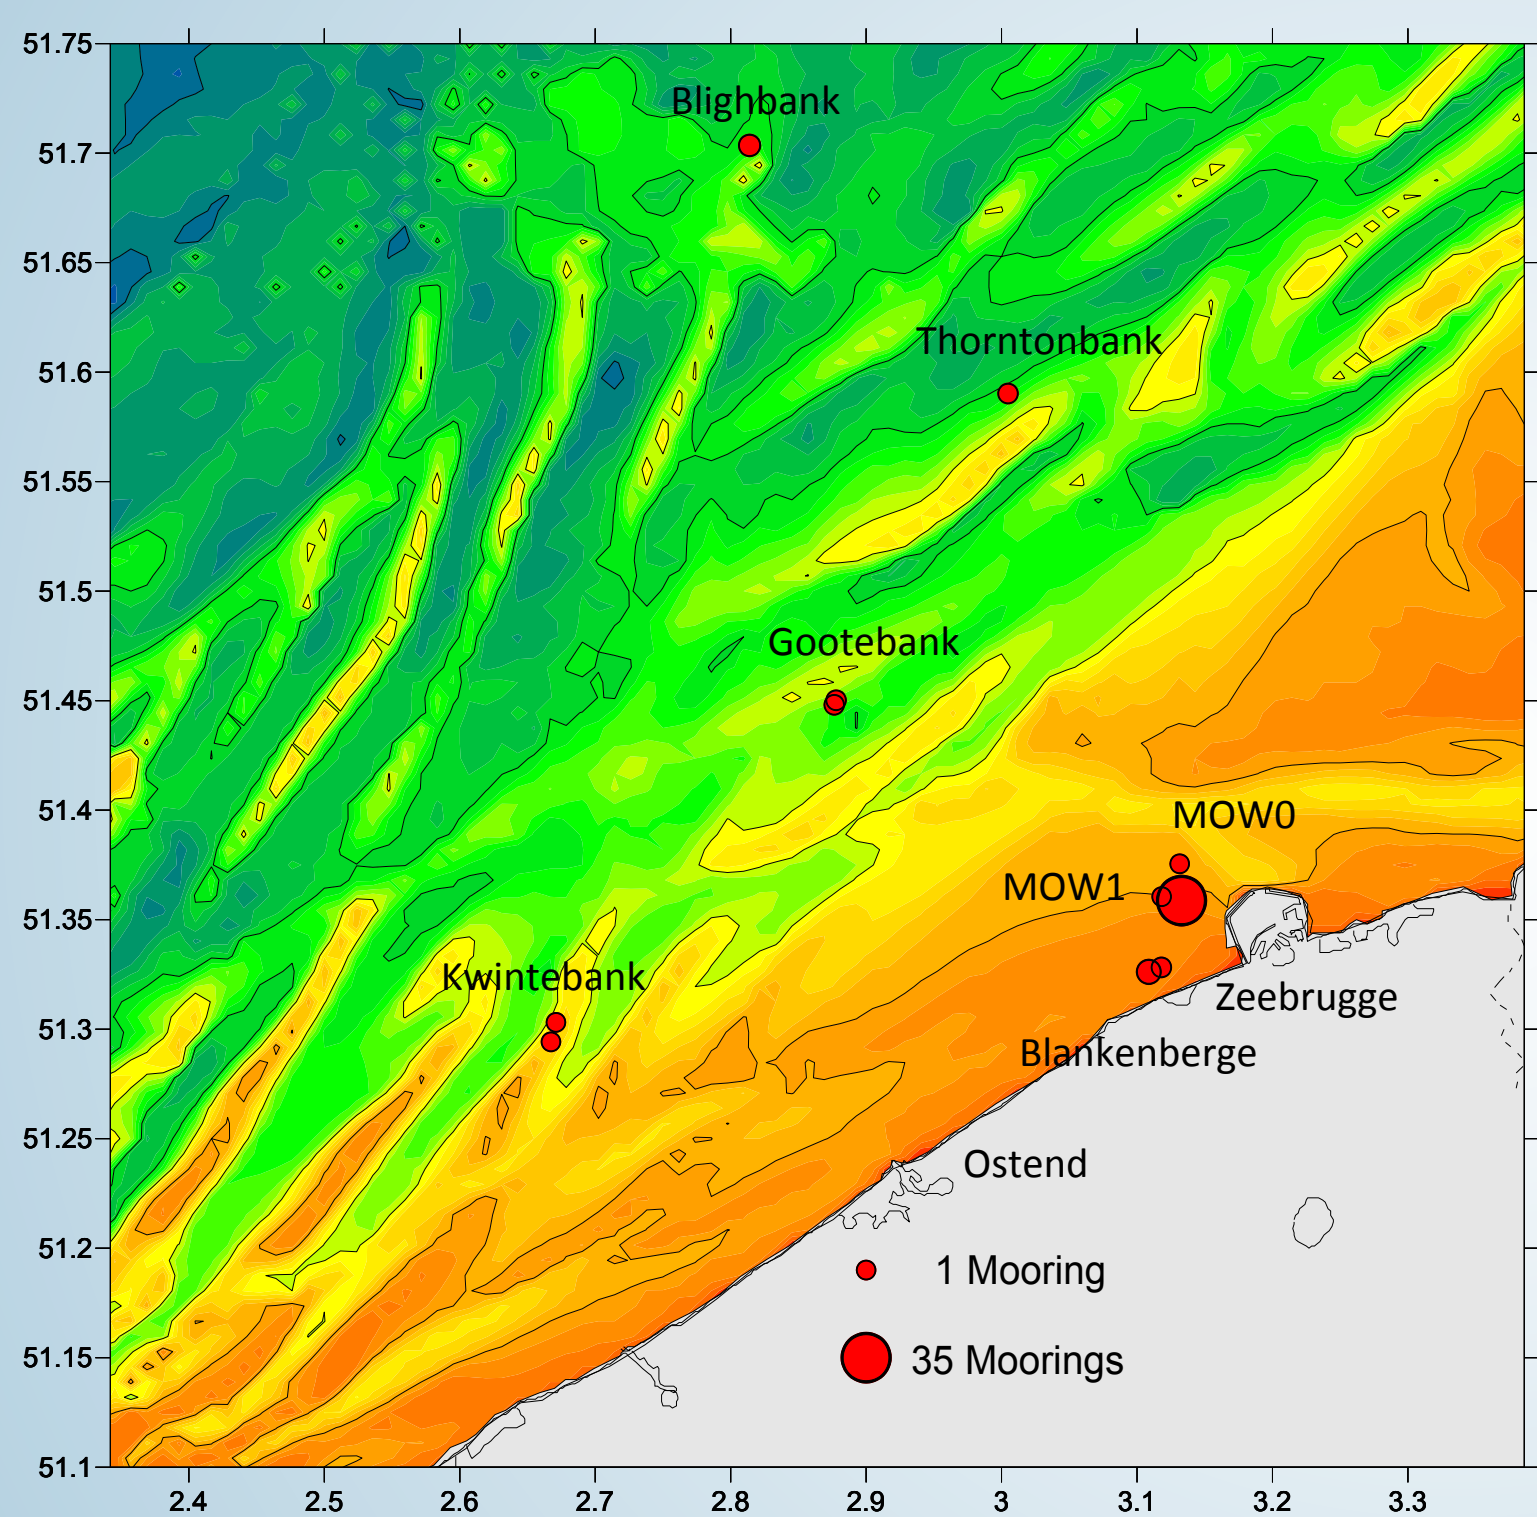 51.75
Blighbank
51.7
51.65
Thorntonbank
51.6
51.55
51.5
Gootebank
51.45
51.4
MOW0
MOW1
51.35
Kwintebank
Zeebrugge
51.3
Blankenberge
51.25
Ostend
51.2
1 Mooring
51.15
35 Moorings
51.1
2.4 2.5 2.6 2.7 2.8 2.9 3 3.1 3.2 3.3